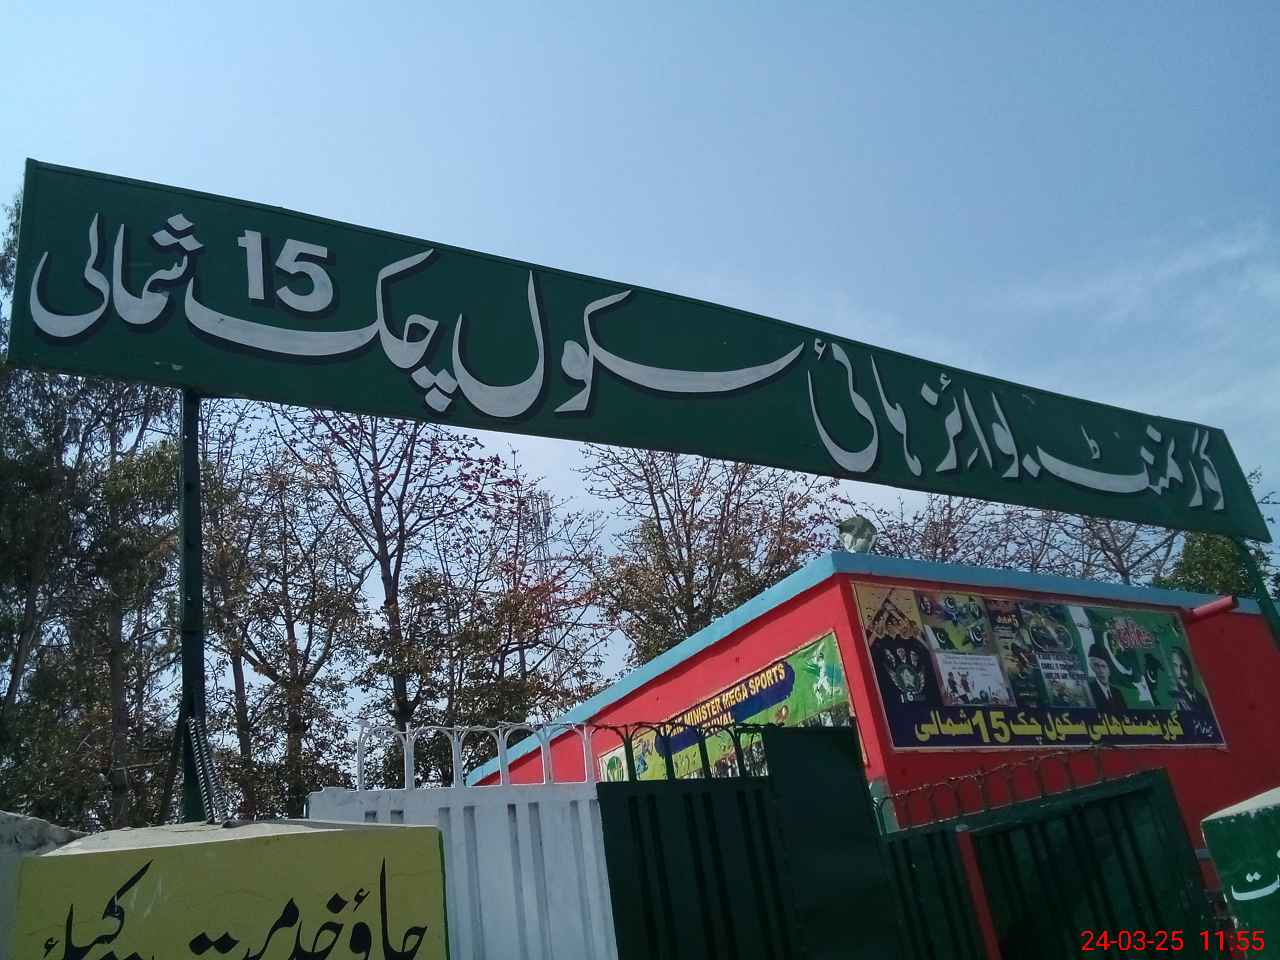 گورنمنٹ بوائز ہائی سکول چک 15 شمالی
MINISTER MEGA SPORTS
گورنمنٹ ہائی سکول چک 15 شمالی
جاؤ خدمت کیلئے
24-03-25 11:55